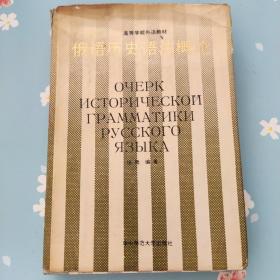 高等学校外语教材
俄语历史语法概论
ОЧЕРК
ИСТОРИЧЕСКОЙ
ГРАММАТИКИ
РУССКОГО
ЯЗЫКА
编著
华中师范大学出版社